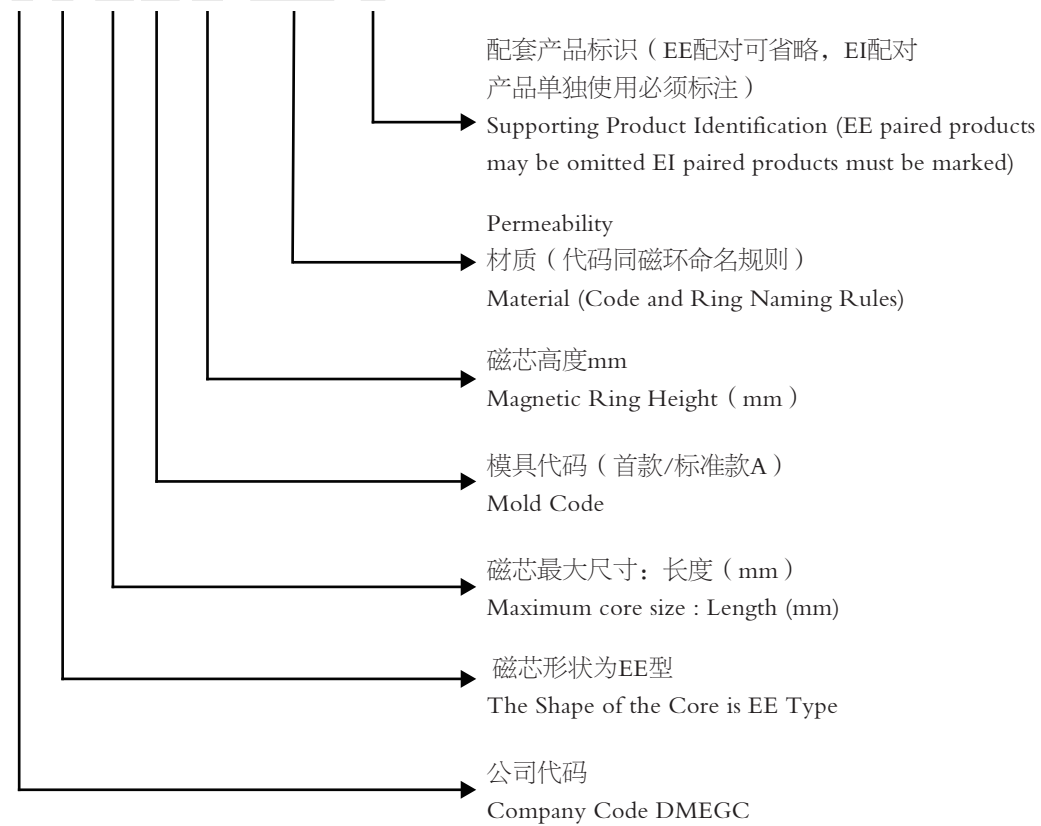 配套产品标识（EE配对可省略，EI配对
产品单独使用必须标注）
Supporting Product Identification (EE paired products
may be omitted EI paired products must be marked)
Permeability
材质（代码同磁环命名规则）
Material (Code and Ring Naming Rules)
磁芯高度mm
Magnetic Ring Height（mm）
模具代码（首款/标准款A）
Mold Code
磁芯最大尺寸：长度（mm）
Maximum core size : Length (mm)
磁芯形状为EE型
The Shape of the Core is EE Type
公司代码
Company Code DMEGC